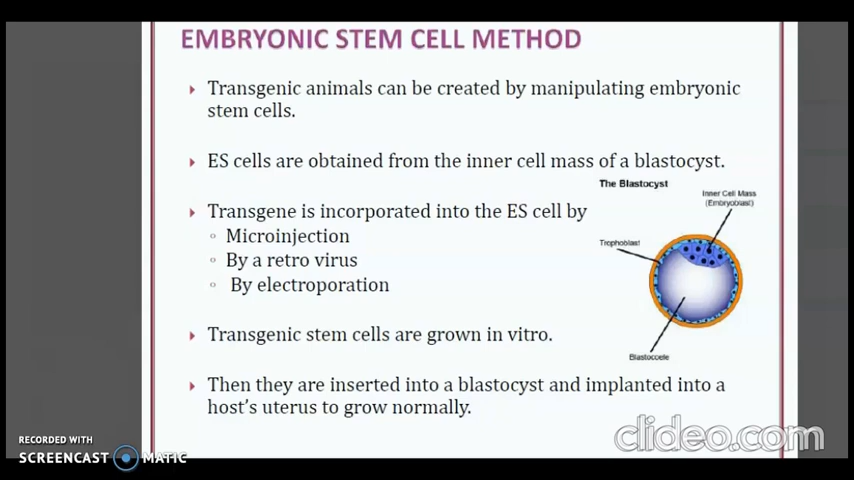 EMBRYONIC STEM CELL METHOD
Transgenic animals can be created by manipulating embryonic
stem cells.
ES cells are obtained from the inner cell mass of a blastocyst.
The Blastocyst
Inner Cell Mass
(Embryoblast)
Transgene is incorporated into the ES cell by
Microinjection
Trophoblast
By a retro virus
By electroporation
Transgenic stem cells are grown in vitro.
Blastocoele
Then they are inserted into a blastocyst and implanted into a
host's uterus to grow normally.
clideo.com
RECORDED WITH
SCREENCAST MATIC